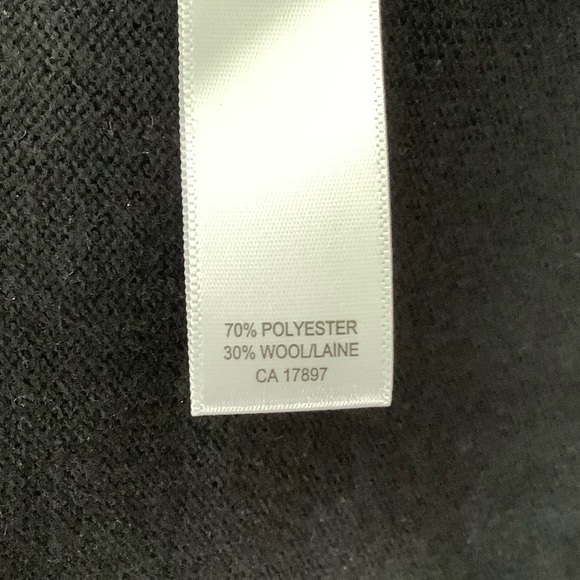 70% POLYESTER
30% WOOL/LAINE
CA 17897